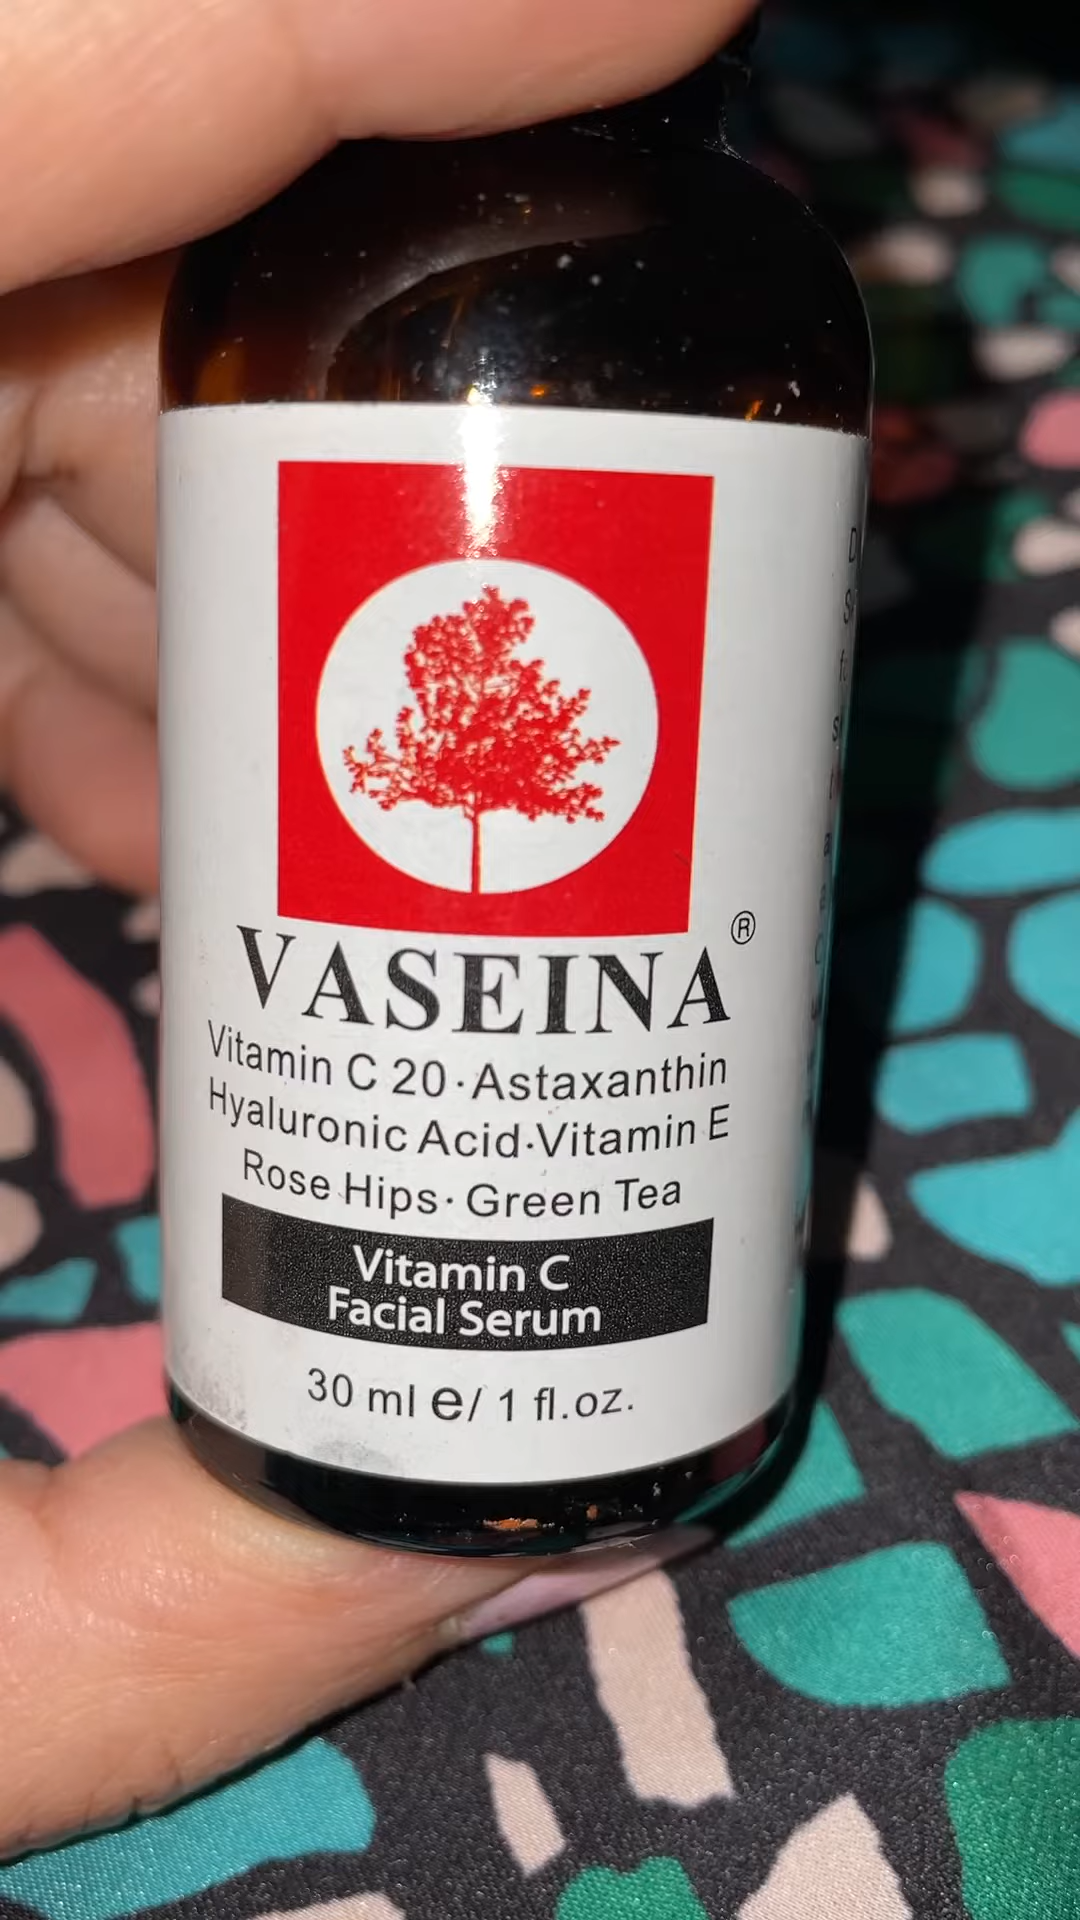 VASEINA®
Vitamin C 20·Astaxanthin
Hyaluronic Acid·Vitamin E
Rose Hips·Green Tea
Vitamin C
Facial Serum
30 ml e/ 1 fl.oz.